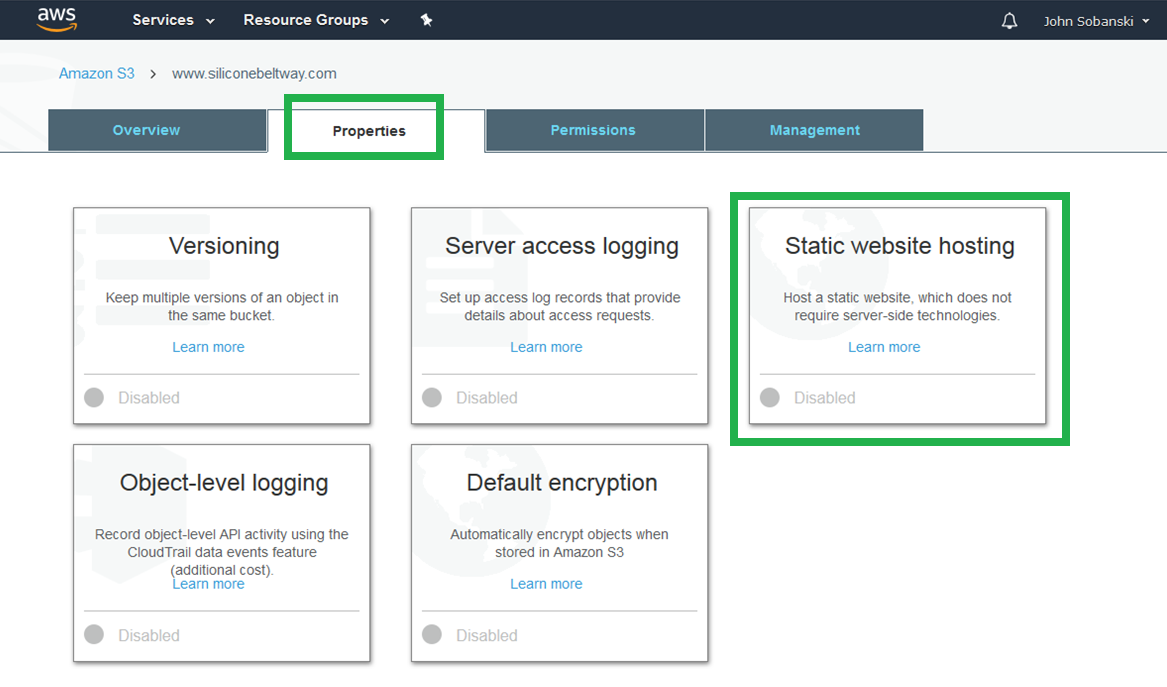 aws Services Resource Groups John Sobanski
Amazon S3 > www.siliconebeltway.com
Overview Properties Permissions Management
Versioning
Keep multiple versions of an object in
the same bucket.
Learn more
Disabled
Server access logging
Set up access log records that provide
details about access requests.
Learn more
Disabled
Static website hosting
Host a static website, which does not
require server-side technologies.
Learn more
Disabled
Object-level logging
Record object-level API activity using the
CloudTrail data events feature
(additional cost).
Learn more
Disabled
Default encryption
Automatically encrypt objects when
stored in Amazon S3
Learn more
Disabled